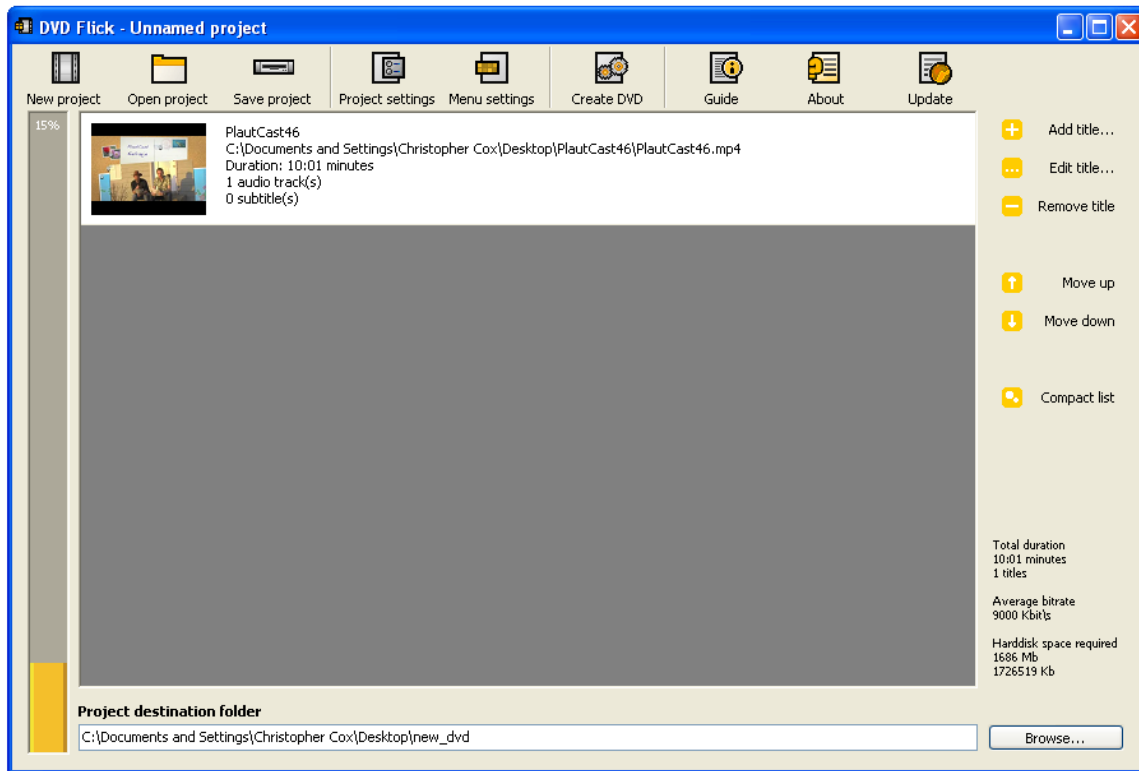 DVD Flick - Unnamed project
New project Open project Save project Project settings Menu settings Create DVD Guide About Update
15%
PlautCast46
C:\Documents and Settings\Christopher Cox\Desktop\PlautCast46\PlautCast46.mp4
Duration: 10:01 minutes
1 audio track(s)
0 subtitle(s)
Add title...
Edit title...
Remove title
Move up
Move down
Compact list
Total duration
10:01 minutes
1 titles
Average bitrate
9000 Kbit\s
Harddisk space required
1686 Mb
1726519 Kb
Project destination folder
C:\Documents and Settings\Christopher Cox\Desktop\new_dvd
Browse...